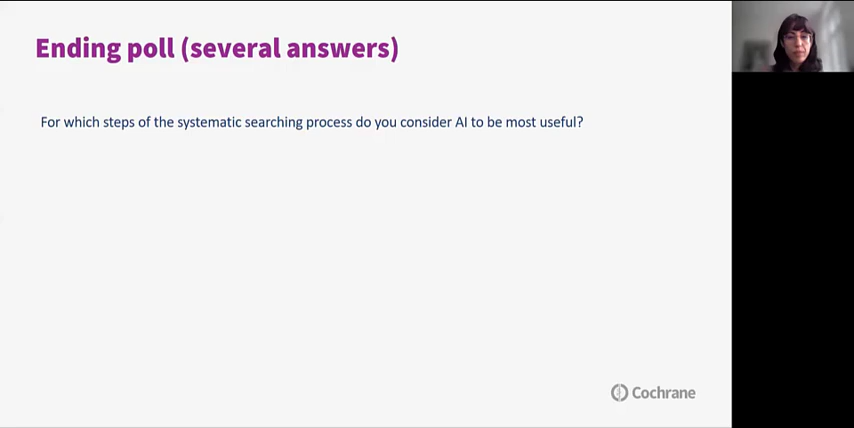 Ending poll (several answers)
For which steps of the systematic searching process do you consider AI to be most useful?
Cochrane